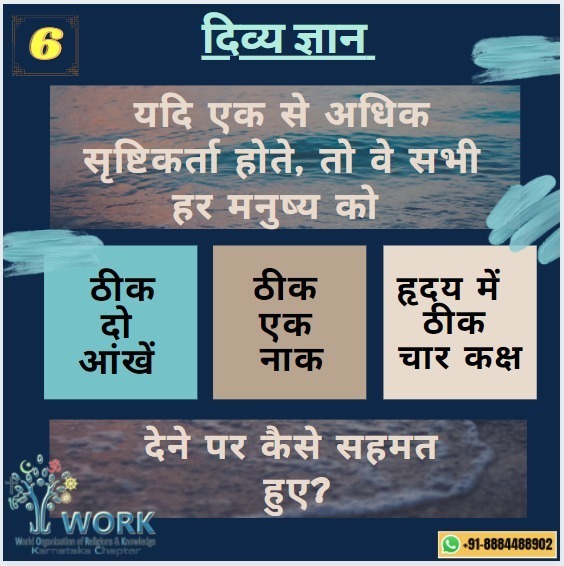 6
दिव्य ज्ञान
यदि एक से अधिक
सृष्टिकर्ता होते, तो वे सभी
हर मनुष्य को
ठीक
दो
आंखें
ठीक
एक
नाक
हृदय में
ठीक
चार कक्ष
देने पर कैसे सहमत
हुए?
WORK
World Organization of Religions & Knowledge
Karnataka Chapter
+91-8884488902